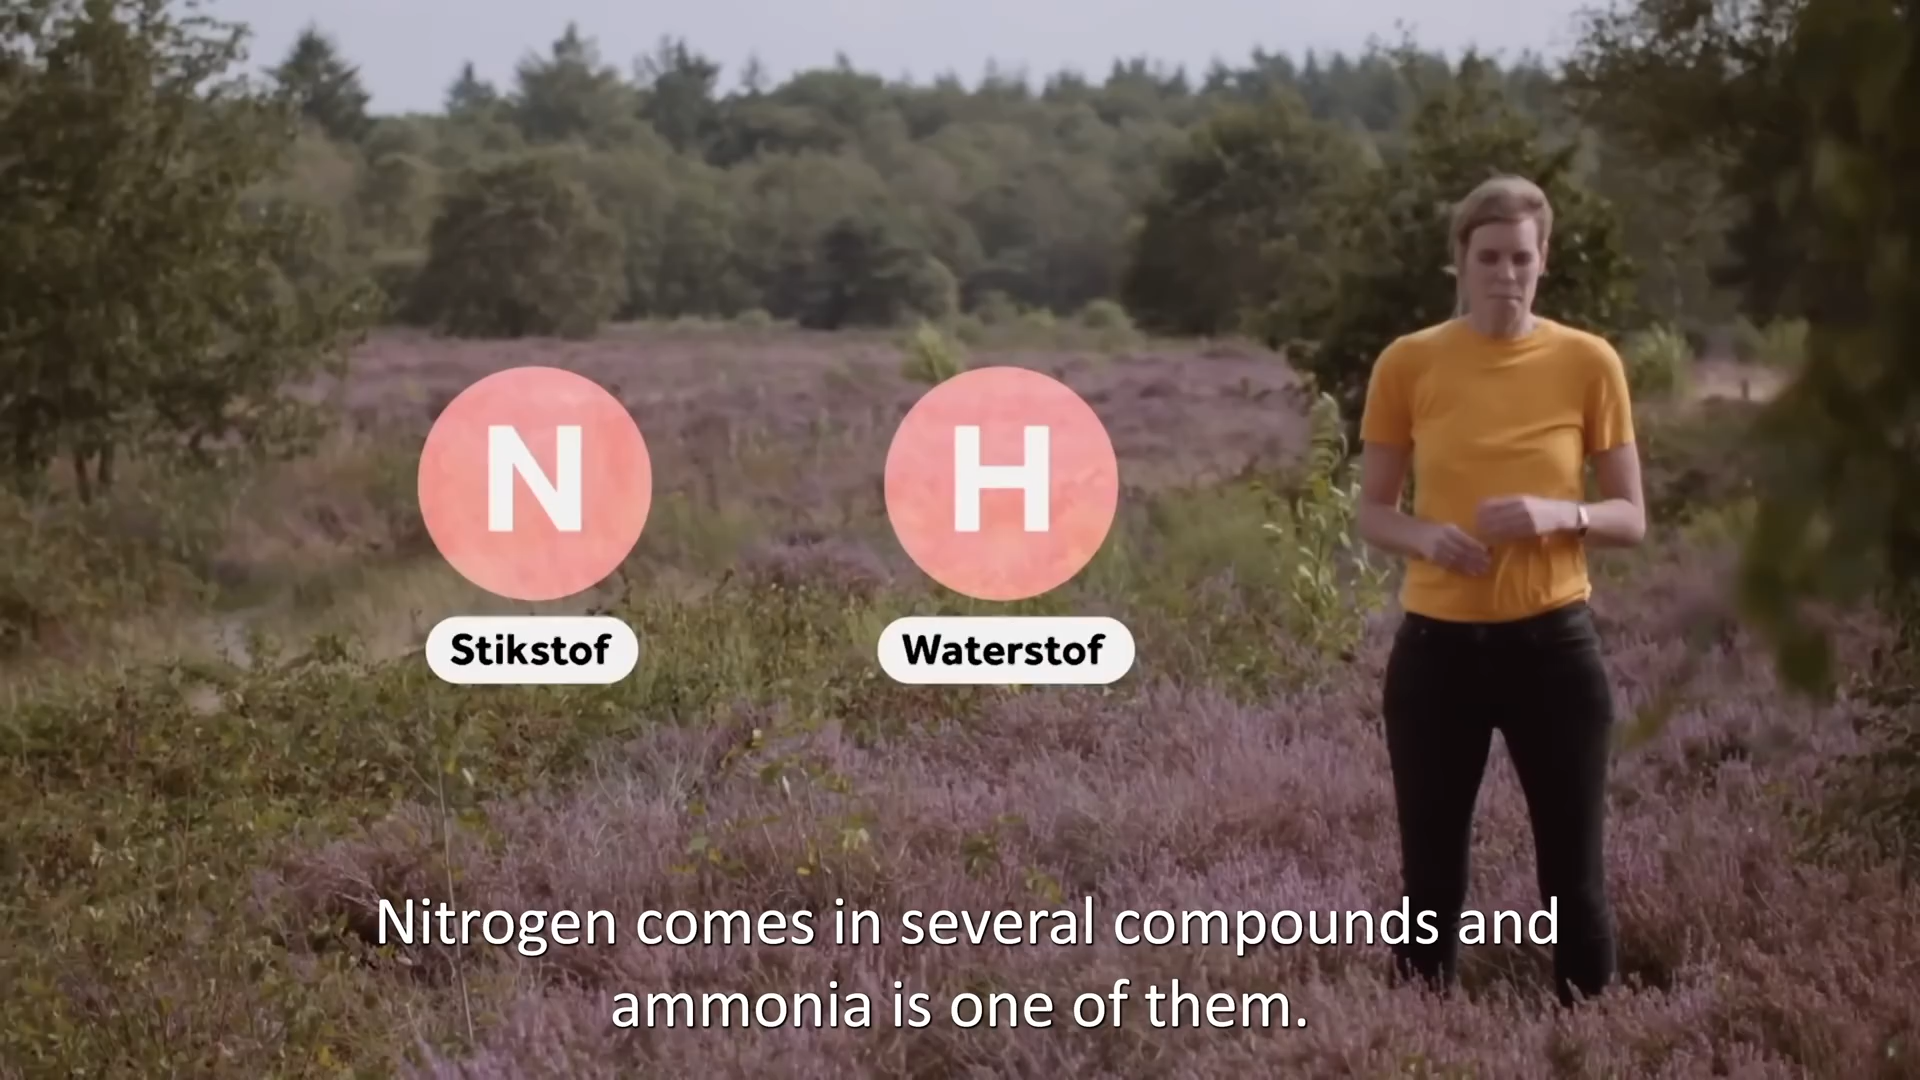 N
H
Stikstof
Waterstof
Nitrogen comes in several compounds and
ammonia is one of them.